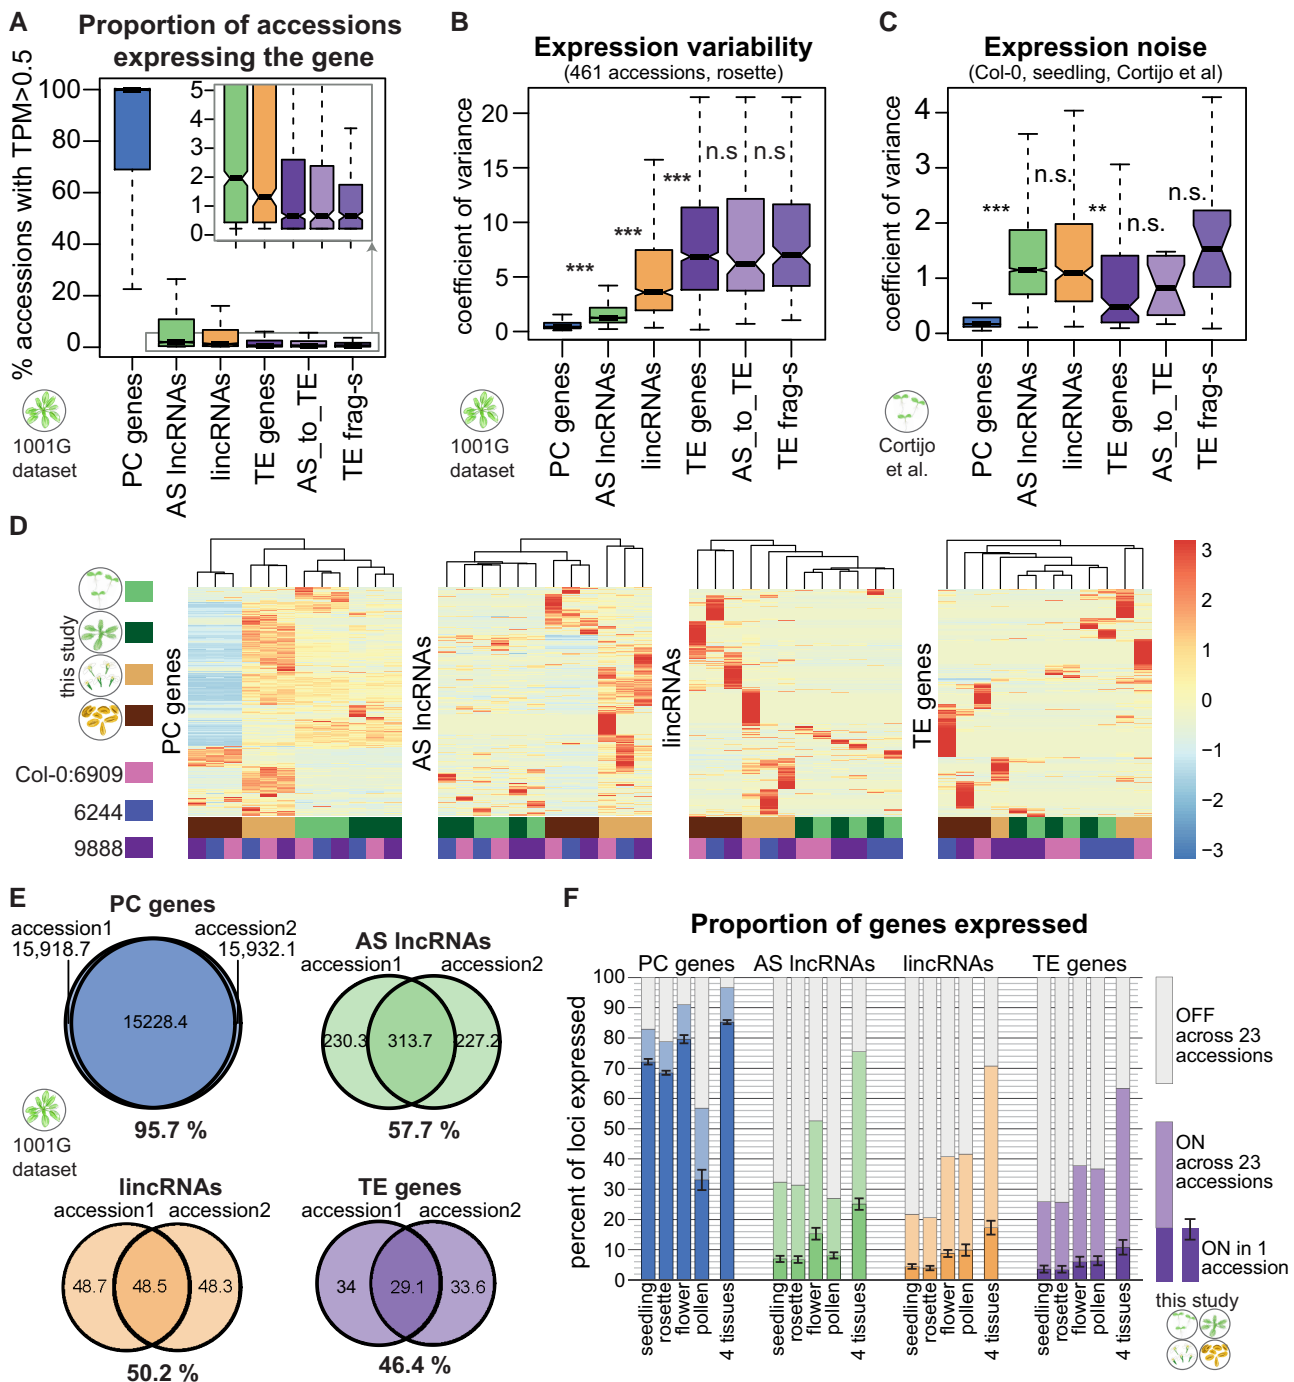 A
Proportion of accessions
expressing the gene
% accessions with TPM>0.5
100
80
60
40
20
0
5
4
3
2
1
0
PC genes
AS lncRNAs
lincRNAs
TE genes
AS_to_TE
TE frag-s
1001G
dataset
B
Expression variability
(461 accessions, rosette)
coefficient of variance
20
15
10
5
0
***
***
***
n.s
n.s
PC genes
AS lncRNAs
lincRNAs
TE genes
AS_to_TE
TE frag-s
1001G
dataset
C
Expression noise
(Col-0, seedling, Cortijo et al)
coefficient of variance
4
3
2
1
0
***
n.s.
**
n.s.
n.s.
PC genes
AS lncRNAs
lincRNAs
TE genes
AS_to_TE
TE frag-s
Cortijo
et al.
D
this study
Col-0:6909
6244
9888
PC genes
AS lncRNAs
lincRNAs
TE genes
3
2
1
0
−1
−2
−3
E
PC genes
accession1
15,918.7
accession2
15,932.1
15228.4
95.7 %
AS lncRNAs
accession1
accession2
230.3
313.7
227.2
57.7 %
1001G
dataset
lincRNAs
accession1
accession2
48.7
48.5
48.3
50.2 %
TE genes
accession1
accession2
34
29.1
33.6
46.4 %
F
Proportion of genes expressed
PC genes
AS lncRNAs
lincRNAs
TE genes
percent of loci expressed
100
90
80
70
60
50
40
30
20
10
0
seedling
rosette
flower
pollen
4 tissues
seedling
rosette
flower
pollen
4 tissues
seedling
rosette
flower
pollen
4 tissues
seedling
rosette
flower
pollen
4 tissues
OFF
across 23
accessions
ON
across 23
accessions
ON in 1
accession
this study